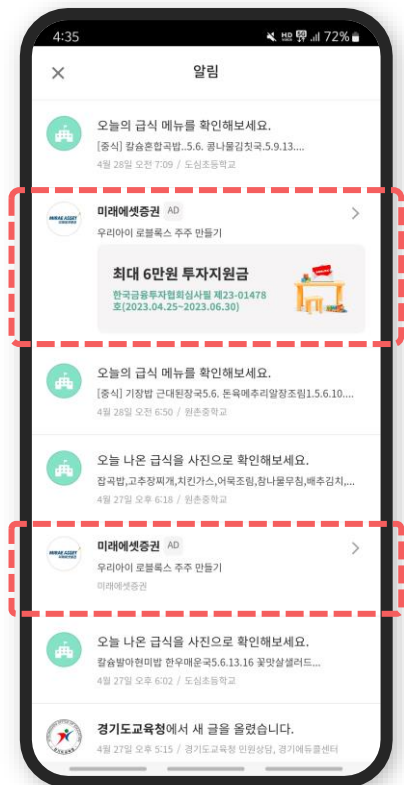 4:35
72%
알림
오늘의 급식 메뉴를 확인해보세요.
[중식] 칼슘혼합곡밥..5.6. 콩나물김칫국.5.9.13....
4월 28일 오전 7:09 / 도심초등학교
MIRAE ASSET
미래에셋증권 AD
우리아이 로블록스 주주 만들기
최대 6만원 투자지원금
한국금융투자협회심사필 제23-01478
호(2023.04.25~2023.06.30)
오늘의 급식 메뉴를 확인해보세요.
[중식] 기장밥 근대된장국5.6. 돈육메추리알장조림1.5.6.10....
4월 28일 오전 6:50 / 원촌중학교
오늘 나온 급식을 사진으로 확인해보세요.
잡곡밥,고추장찌개,치킨가스,어묵조림,참나물무침,배추김치,...
4월 27일 오후 6:18 / 원촌중학교
MIRAE ASSET
미래에셋증권 AD
우리아이 로블록스 주주 만들기
미래에셋증권
오늘 나온 급식을 사진으로 확인해보세요.
칼슘발아현미밥 한우매운국5.6.13.16 꽃맛살샐러드...
4월 27일 오후 6:02 / 도심초등학교
경기도교육청에서 새 글을 올렸습니다.
4월 27일 오후 5:15 / 경기도교육청 민원상담, 경기에듀콜센터